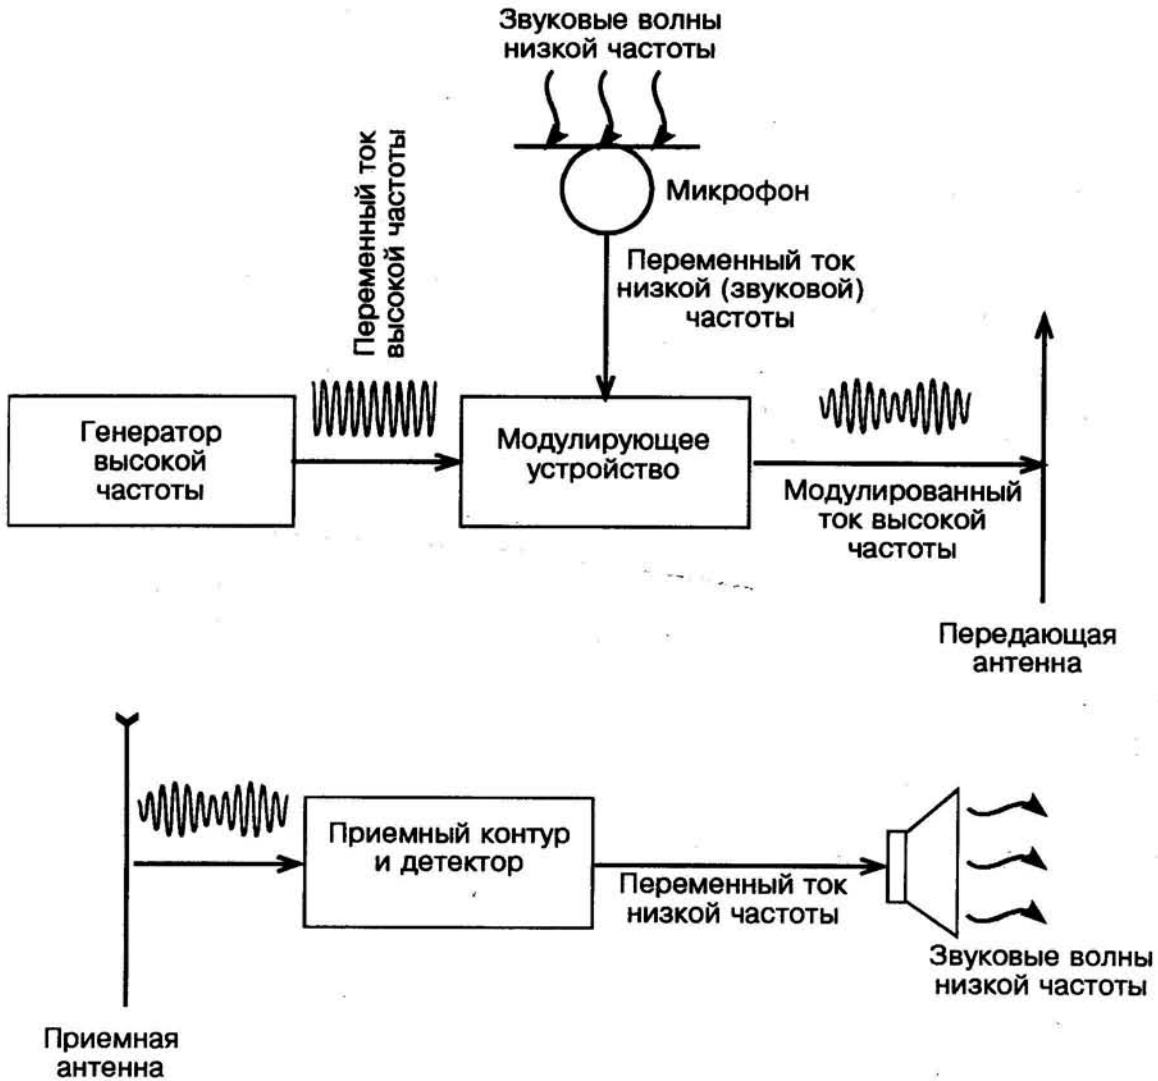 Звуковые волны
низкой частоты
Переменный ток
высокой частоты
Микрофон
Переменный ток
низкой (звуковой)
частоты
Генератор
высокой
частоты
Модулирующее
устройство
Модулированный
ток высокой
частоты
Передающая
антенна
Приемный контур
и детектор
Переменный ток
низкой частоты
Звуковые волны
низкой частоты
Приемная
антенна